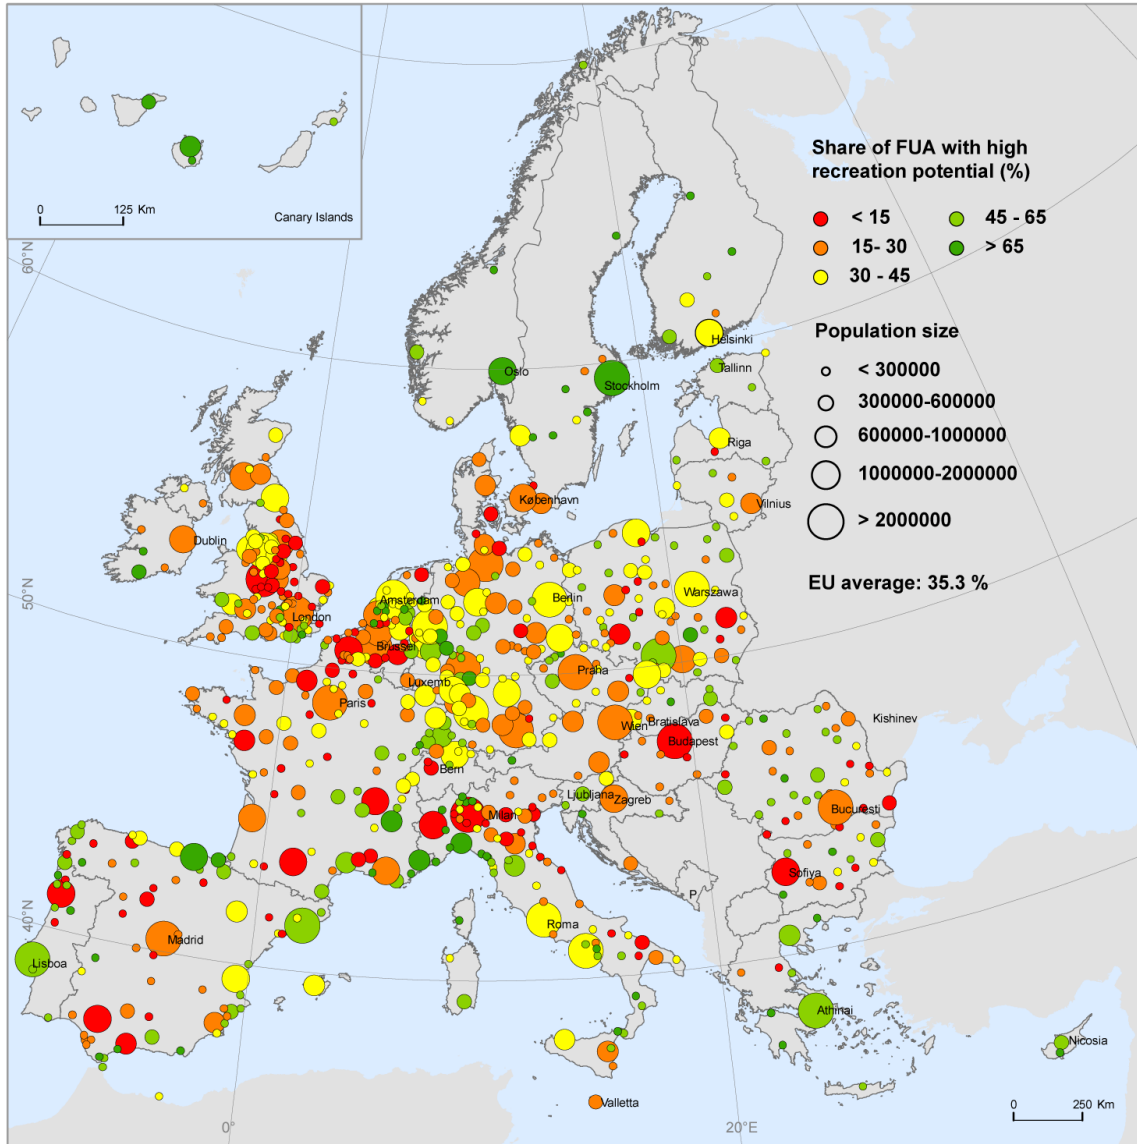 0 125 Km
Canary Islands
Share of FUA with high
recreation potential (%)
< 15
45 - 65
15- 30
> 65
30 - 45
Population size
< 300000
300000-600000
600000-1000000
1000000-2000000
> 2000000
EU average: 35.3 %
60°N
50°N
40°N
0°
20°E
Helsinki
Tallinn
Oslo
Stockholm
Riga
København
Vilnius
Dublin
Amsterdam
Berlin
Warszawa
London
Brussel
Luxemb
Praha
Paris
Wien
Bratislava
Kishinev
Budapest
Bern
Ljubljana
Zagreb
Milan
Bucuresti
Sofiya
P
Roma
Madrid
Lisboa
Athinai
Nicosia
Valletta
0 250 Km